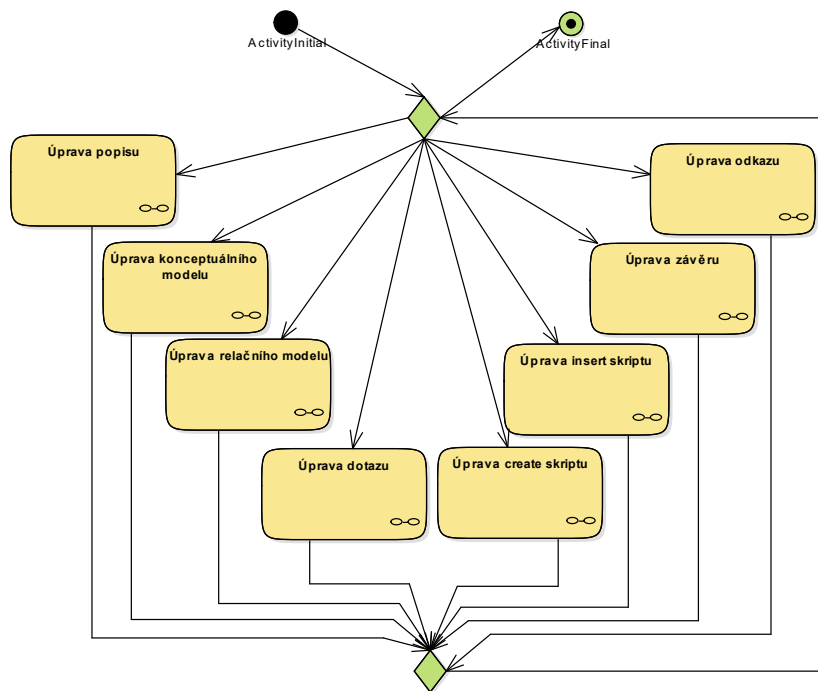 ActivityInitial
ActivityFinal
Úprava popisu
Úprava odkazu
Úprava konceptuálního
modelu
Úprava závěru
Úprava relačního modelu
Úprava insert skriptu
Úprava dotazu
Úprava create skriptu